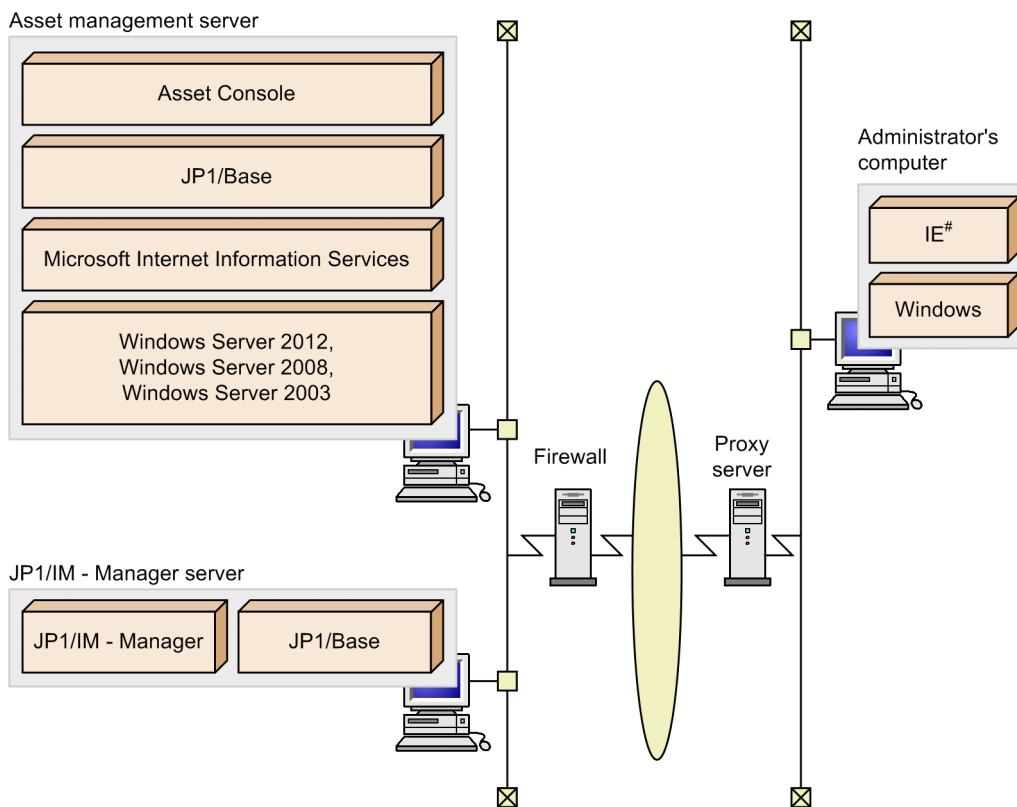 Asset management server
Asset Console
JP1/Base
Microsoft Internet Information Services
Windows Server 2012,
Windows Server 2008,
Windows Server 2003
Administrator's
computer
IE#
Windows
Firewall
Proxy
server
JP1/IM - Manager server
JP1/IM - Manager
JP1/Base